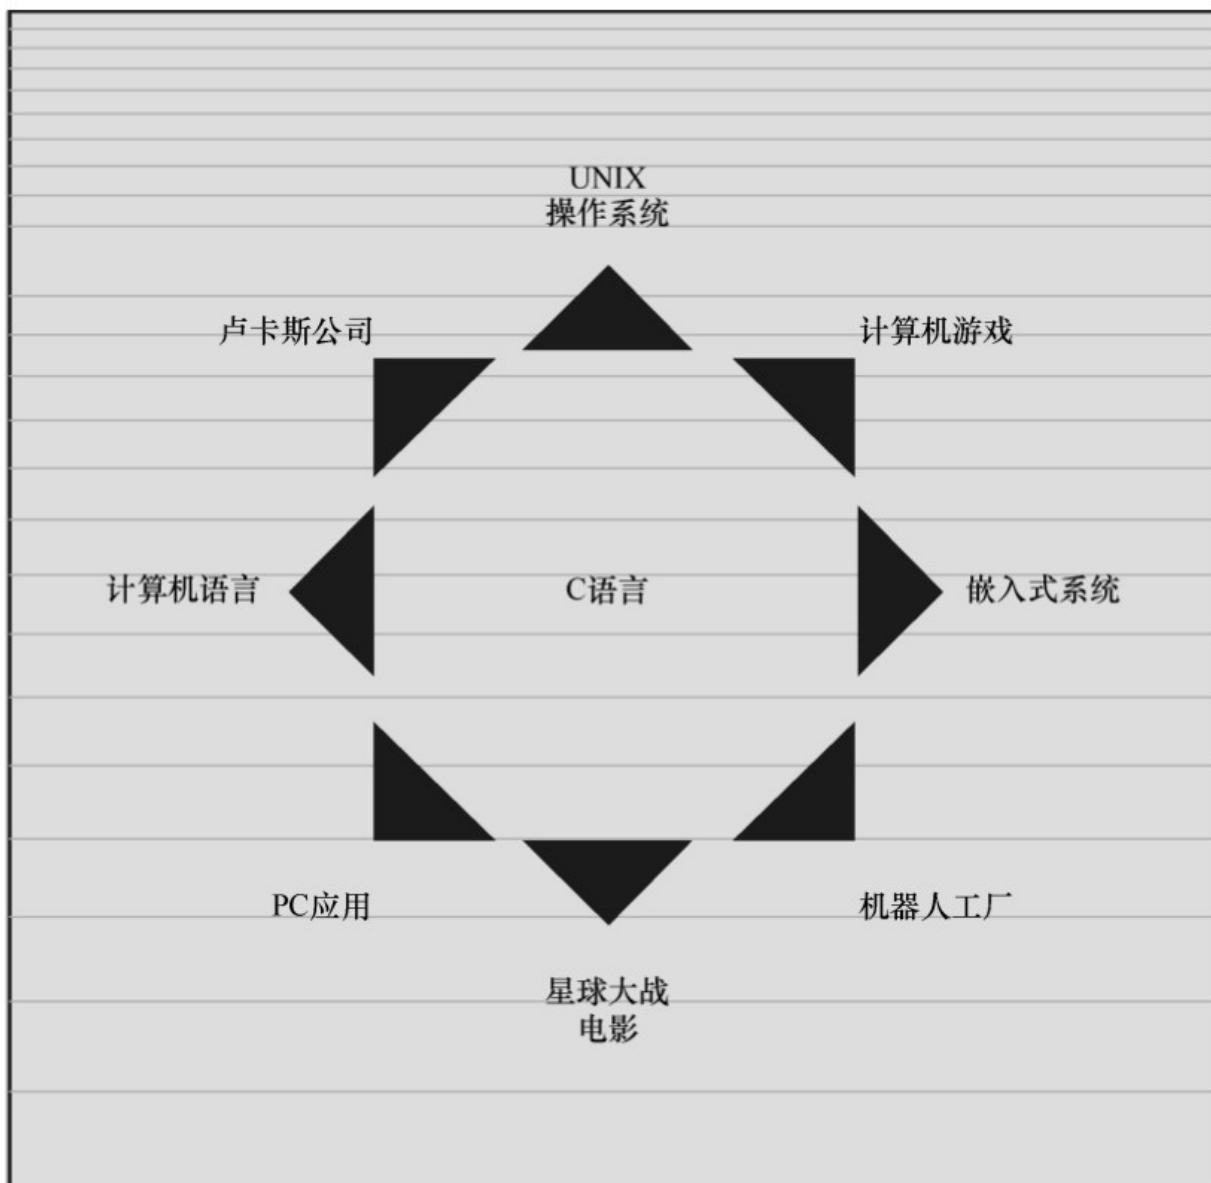 UNIX
操作系统
卢卡斯公司
计算机游戏
计算机语言
C语言
嵌入式系统
PC应用
机器人工厂
星球大战
电影